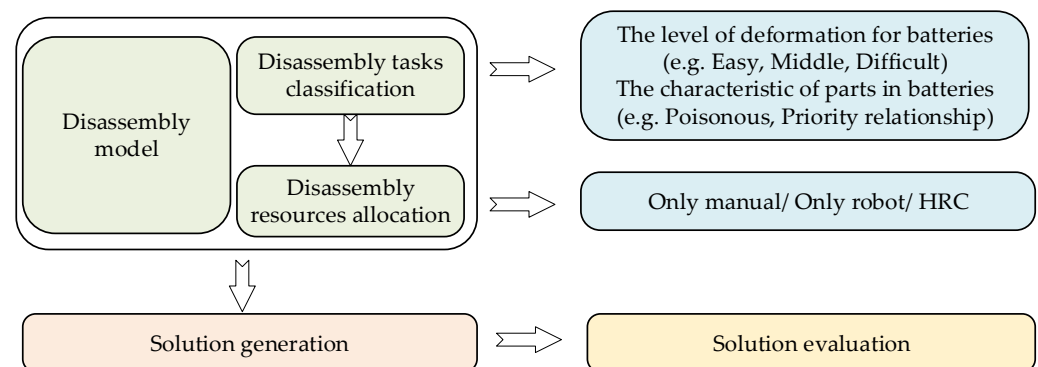 Disassembly
model
Disassembly tasks
classification
Disassembly
resources allocation
The level of deformation for batteries
(e.g. Easy, Middle, Difficult)
The characteristic of parts in batteries
(e.g. Poisonous, Priority relationship)
Only manual/ Only robot/ HRC
Solution generation
Solution evaluation